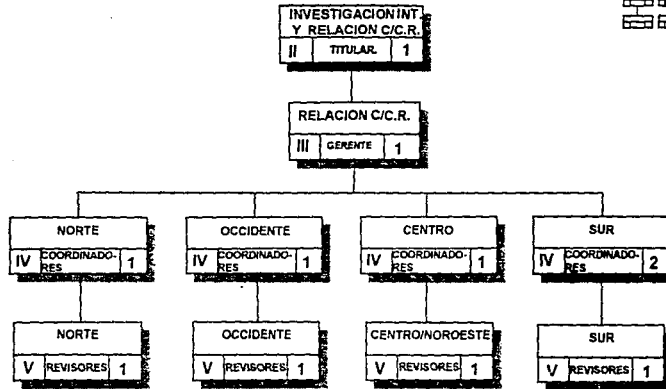 INVESTIGACION INT.
Y RELACION C/C.R.
II TITULAR. 1
RELACION C/C.R.
III GERENTE 1
NORTE
IV COORDINADO-
RES 1
OCCIDENTE
IV COORDINADO-
RES 1
CENTRO
IV COORDINADO-
RES 1
SUR
IV COORDINADO-
RES 2
NORTE
V REVISORES 1
OCCIDENTE
V REVISORES 1
CENTRO/NOROESTE
V REVISORES 1
SUR
V REVISORES 1